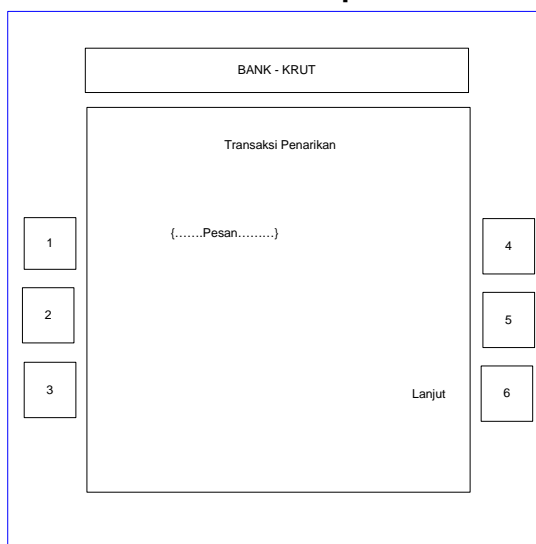 BANK - KRUT
Transaksi Penarikan
{.......Pesan.........}
1
4
2
5
3
Lanjut
6